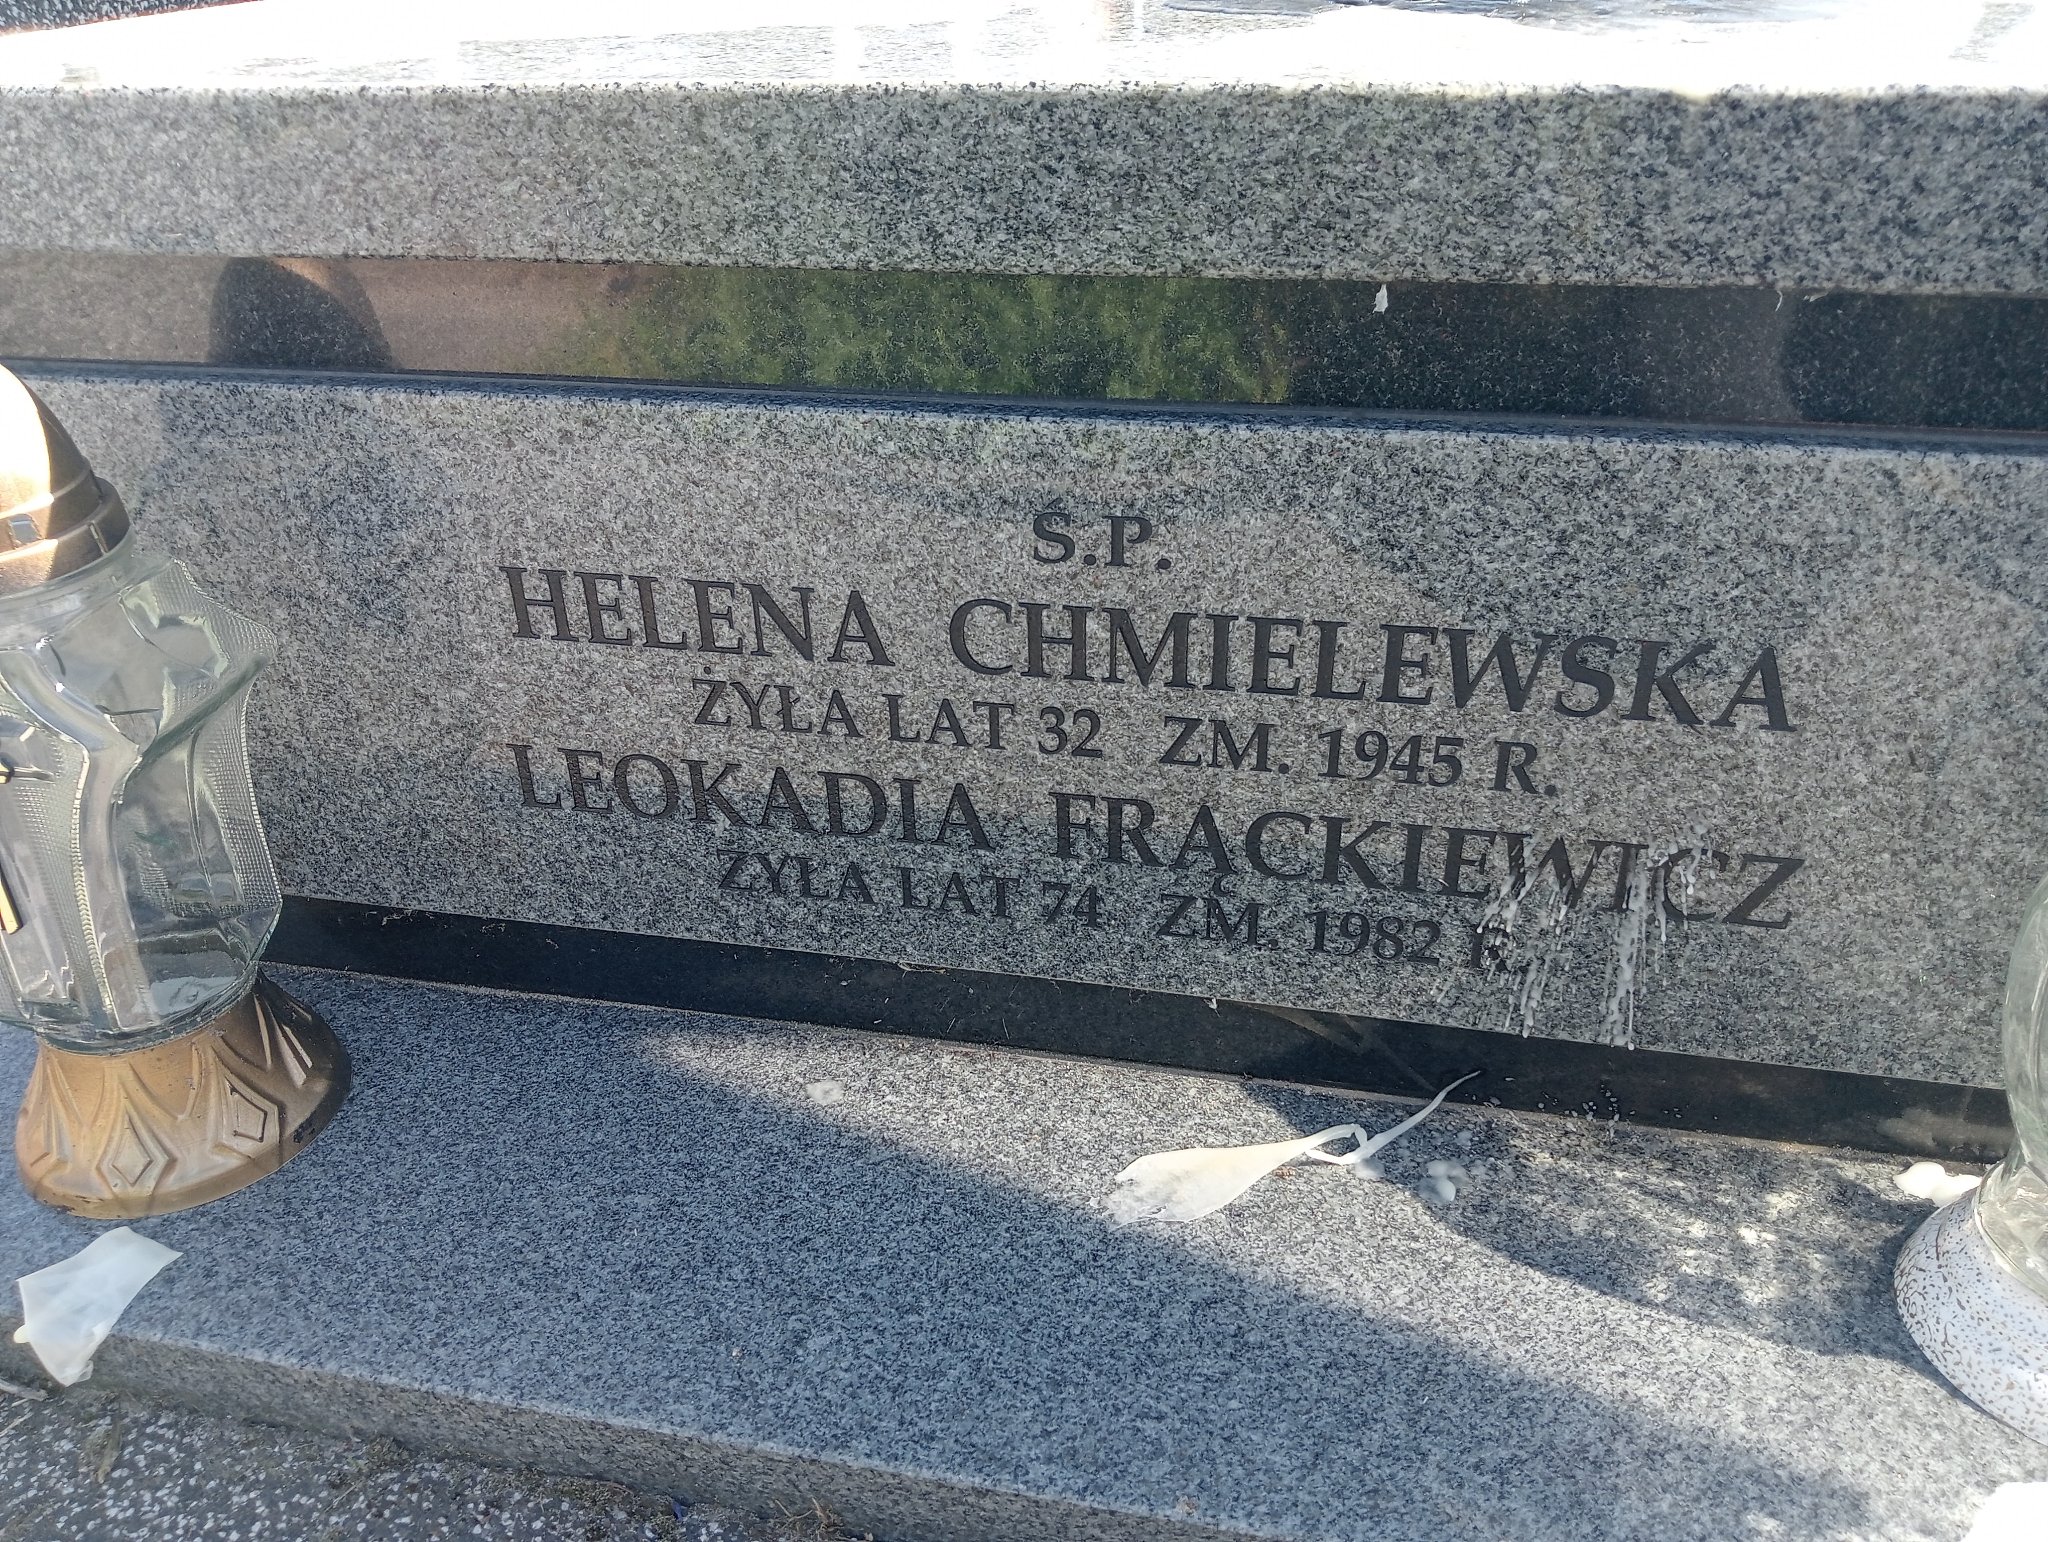 Ś.P.
HELENA CHMIELEWSKA
ŻYŁA LAT 32 ZM. 1945 R.
LEOKADIA FRĄCKIEWICZ
ŻYŁA LAT 74 ZM. 1982 R.